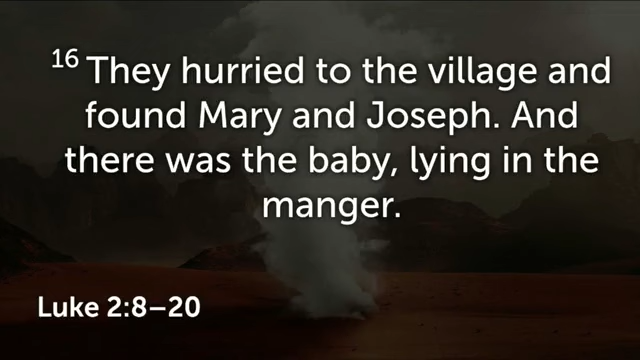 16 They hurried to the village and
found Mary and Joseph. And
there was the baby, lying in the
manger.
Luke 2:8–20